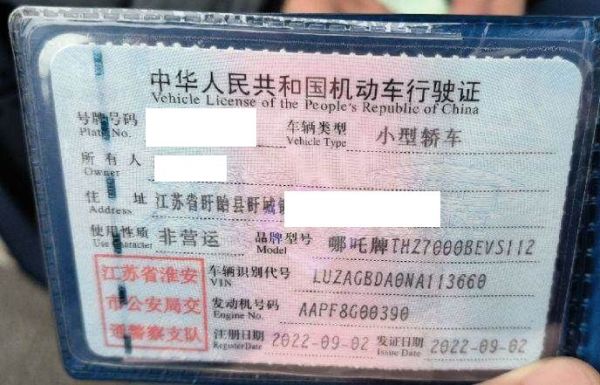 中华人民共和国机动车行驶证
Vehicle License of the People's Republic of China
号牌号码
Plate No.
车辆类型 小型轿车
Vehicle Type
所有人
Owner
住址 江苏省盱眙县盱城
Address
使用性质 非营运
Use Character
品牌型号 哪吒牌THZ7000BEVS112
Model
江苏省淮安
市公安局交
通警察支队
车辆识别代号 LUZAGBDA0NA113660
VIN
发动机号码 AAPF8G00390
Engine No.
注册日期 2022-09-02
Register Date
发证日期 2022-09-02
Issue Date